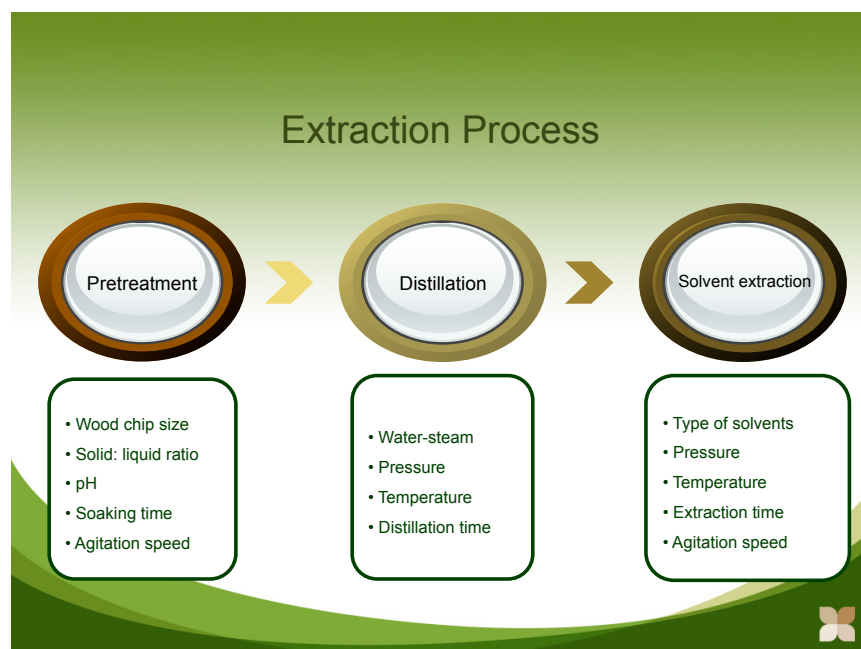 Extraction Process
Pretreatment
Distillation
Solvent extraction
• Wood chip size
• Solid: liquid ratio
• pH
• Soaking time
• Agitation speed
• Water-steam
• Pressure
• Temperature
• Distillation time
• Type of solvents
• Pressure
• Temperature
• Extraction time
• Agitation speed